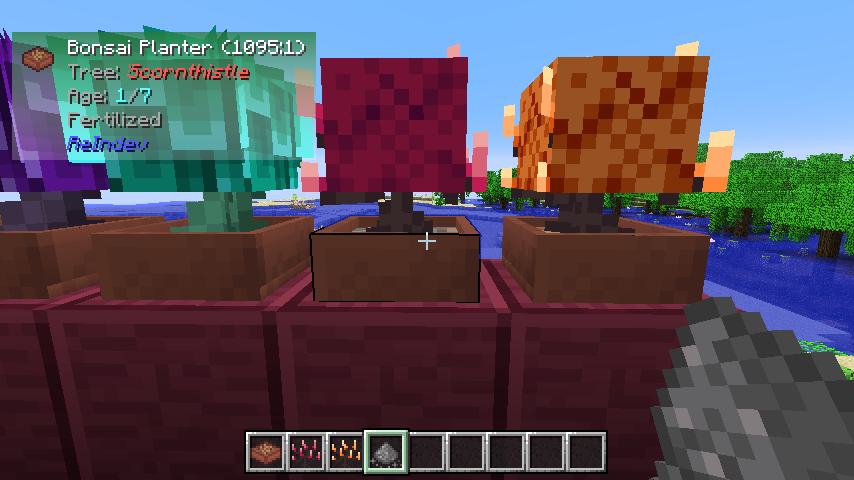 Bonsai Planter (1095:1)
Tree: Scornthistle
Age: 1/7
Fertilized
ReIndev